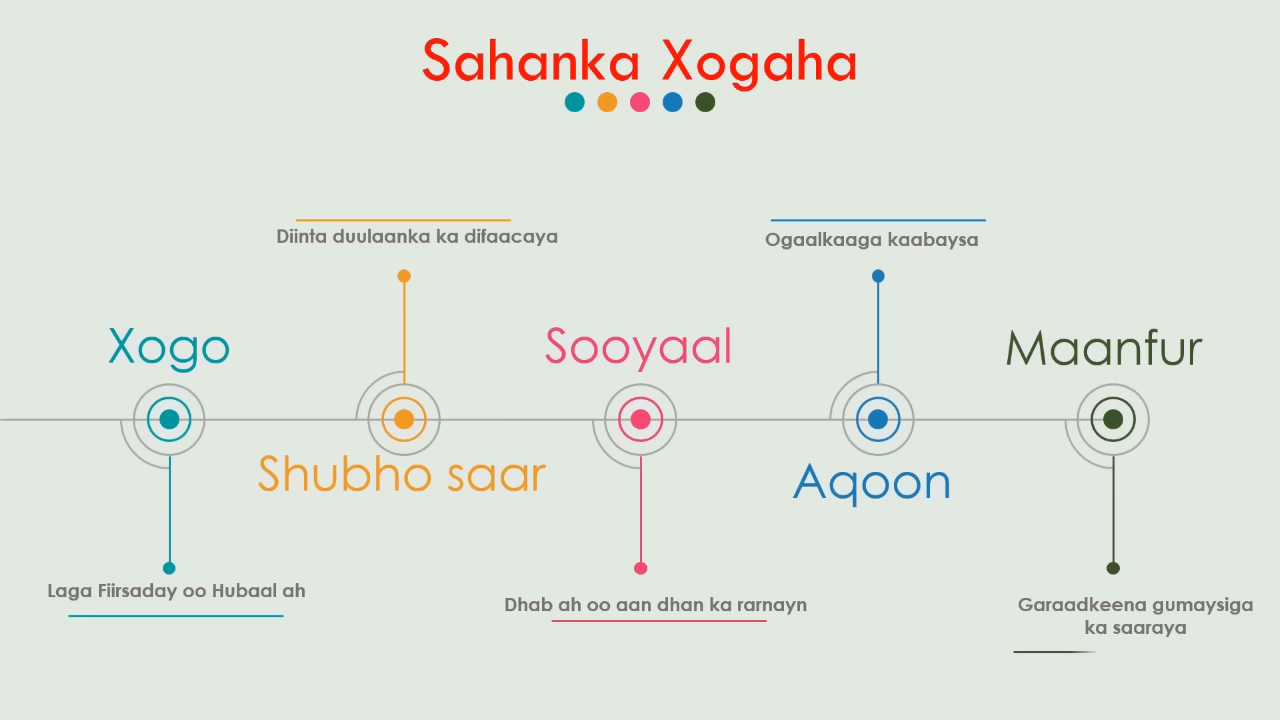 Sahanka Xogaha
Diinta duulaanka ka difaacaya
Ogaalkaaga kaabaysa
Xogo
Sooyaal
Maanfur
Shubho saar
Aqoon
Laga Fiirsaday oo Hubaal ah
Dhab ah oo aan dhan ka rarnayn
Garaadkeena gumaysiga
ka saaraya